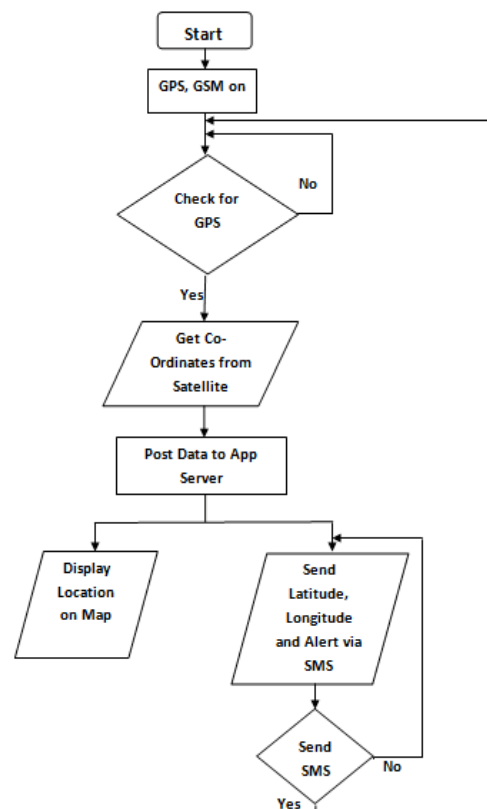 Start
GPS, GSM on
No
Check for
GPS
Yes
Get Co-
Ordinates from
Satellite
Post Data to App
Server
Display
Location
on Map
Send
Latitude,
Longitude
and Alert via
SMS
Send
SMS
No
Yes